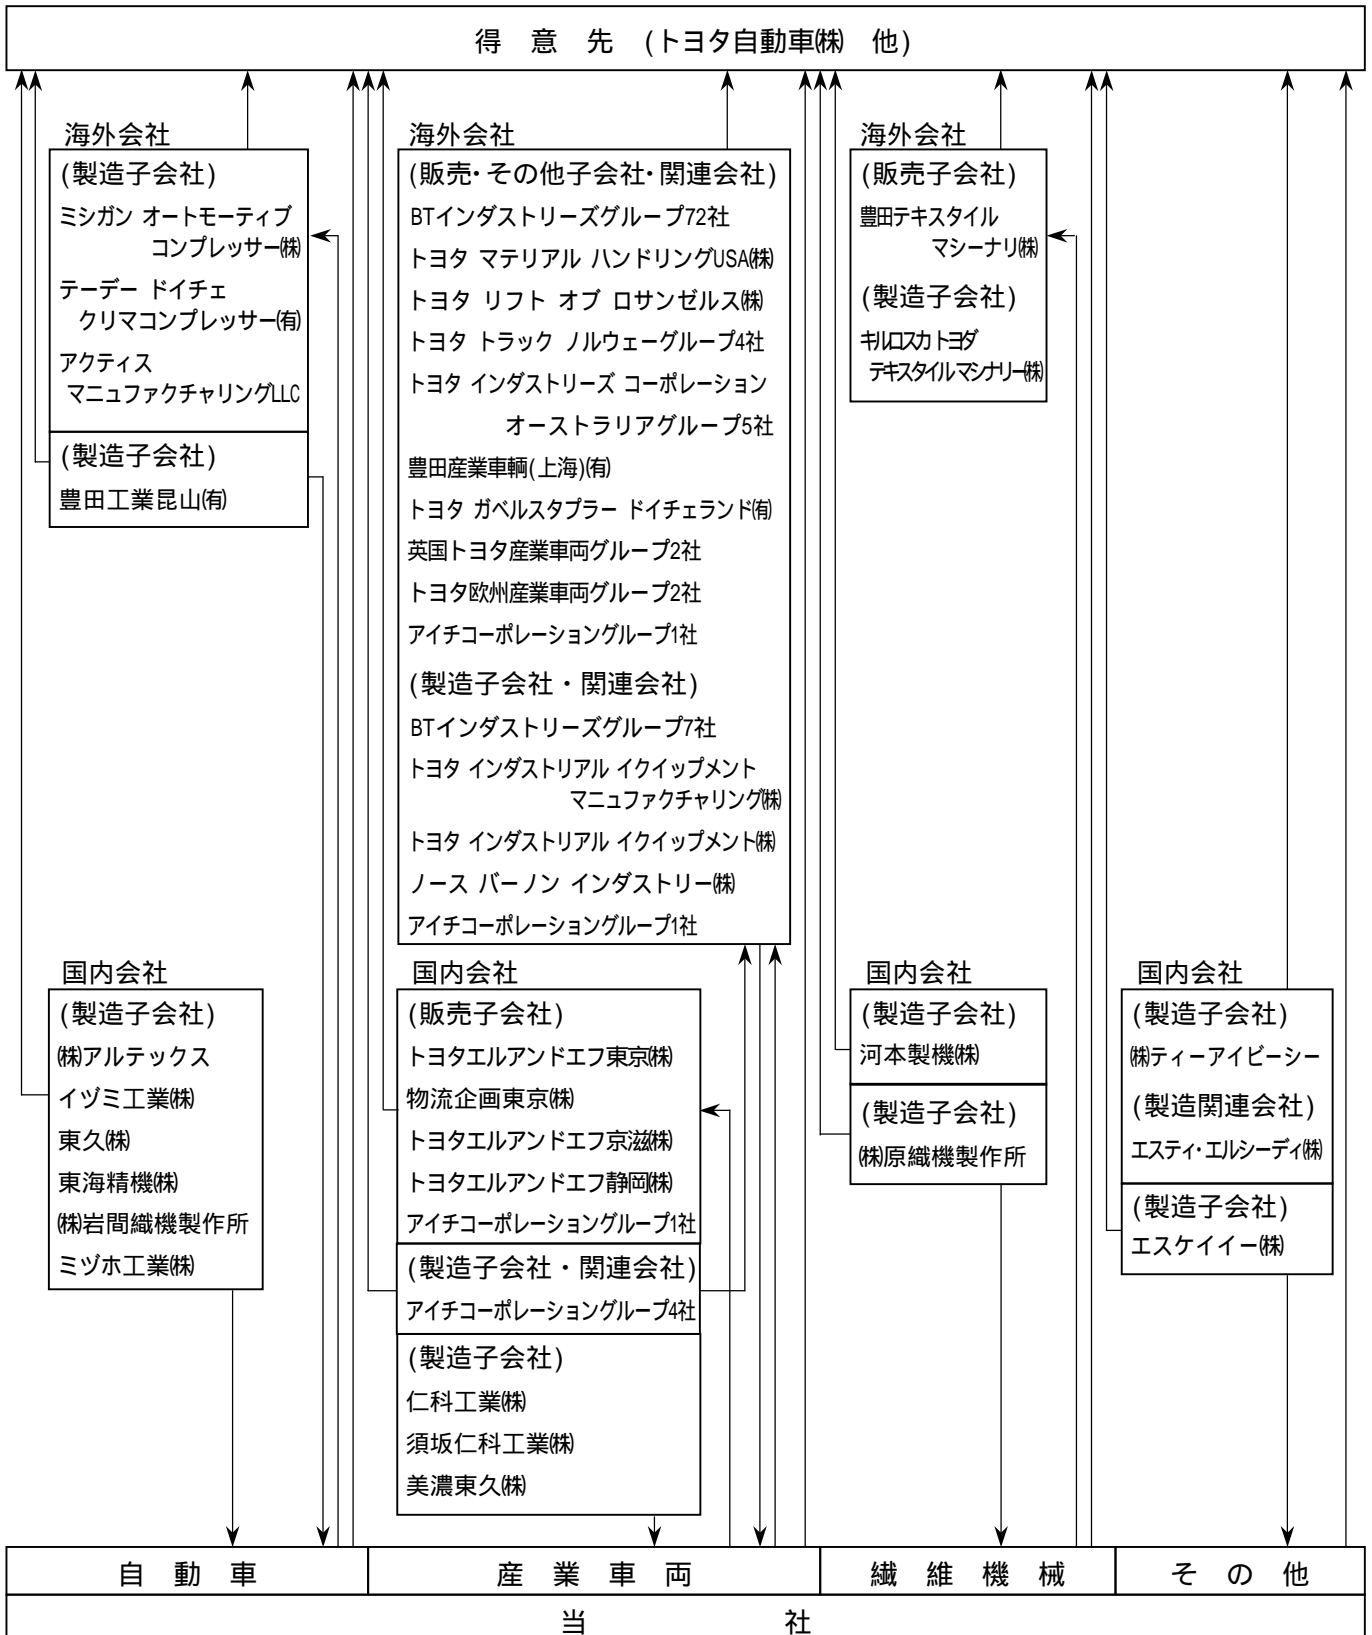 得 意 先 (トヨタ自動車㈱ 他)
海外会社
(製造子会社)
ミシガン オートモーティブ
コンプレッサー㈱
テーデー ドイチェ
クリマコンプレッサー㈲
アクティス
マニュファクチャリングLLC
(製造子会社)
豊田工業昆山㈲
国内会社
(製造子会社)
㈱アルテックス
イヅミ工業㈱
東久㈱
東海精機㈱
㈱岩間織機製作所
ミヅホ工業㈱
海外会社
(販売・その他子会社・関連会社)
BTインダストリーズグループ72社
トヨタ マテリアル ハンドリングUSA㈱
トヨタ リフト オブ ロサンゼルス㈱
トヨタ トラック ノルウェーグループ4社
トヨタ インダストリーズ コーポレーション
オーストラリアグループ5社
豊田産業車輌(上海)㈲
トヨタ ガベルスタプラー ドイチェランド㈲
英国トヨタ産業車両グループ2社
トヨタ欧州産業車両グループ2社
アイチコーポレーショングループ1社
(製造子会社・関連会社)
BTインダストリーズグループ7社
トヨタ インダストリアル イクイップメント
マニュファクチャリング㈱
トヨタ インダストリアル イクイップメント㈱
ノース バーノン インダストリー㈱
アイチコーポレーショングループ1社
国内会社
(販売子会社)
トヨタエルアンドエフ東京㈱
物流企画東京㈱
トヨタエルアンドエフ京滋㈱
トヨタエルアンドエフ静岡㈱
アイチコーポレーショングループ1社
(製造子会社・関連会社)
アイチコーポレーショングループ4社
(製造子会社)
仁科工業㈱
須坂仁科工業㈱
美濃東久㈱
海外会社
(販売子会社)
豊田テキスタイル
マシーナリ㈱
(製造子会社)
キルロスカ トヨダ
テキスタイル マシナリー㈱
国内会社
(製造子会社)
河本製機㈱
(製造子会社)
㈱原織機製作所
国内会社
(製造子会社)
㈱ティーアイビーシー
(製造関連会社)
エスティ・エルシーディ㈱
(製造子会社)
エスケイイー㈱
自 動 車
産 業 車 両
繊 維 機 械
そ の 他
当 社